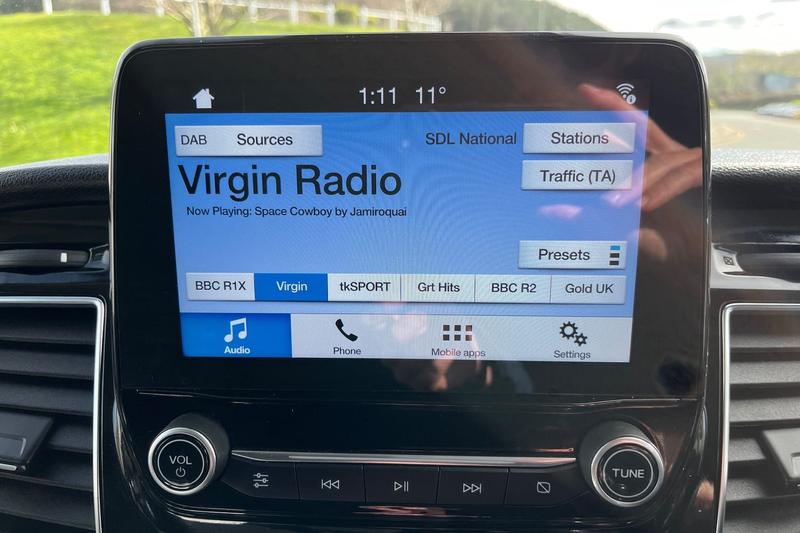 1:11 11°
DAB Sources
SDL National Stations
Virgin Radio
Traffic (TA)
Now Playing: Space Cowboy by Jamiroquai
Presets
BBC R1X Virgin tkSPORT Grt Hits BBC R2 Gold UK
Audio Phone Mobile apps Settings
VOL
TUNE